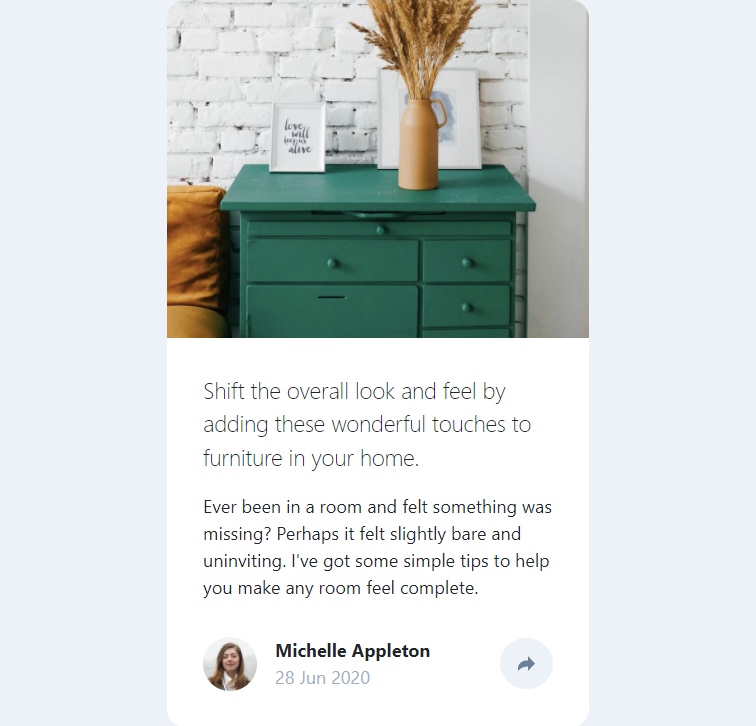 love
will
keep us
alive
Shift the overall look and feel by
adding these wonderful touches to
furniture in your home.
Ever been in a room and felt something was
missing? Perhaps it felt slightly bare and
uninviting. I've got some simple tips to help
you make any room feel complete.
Michelle Appleton
28 Jun 2020